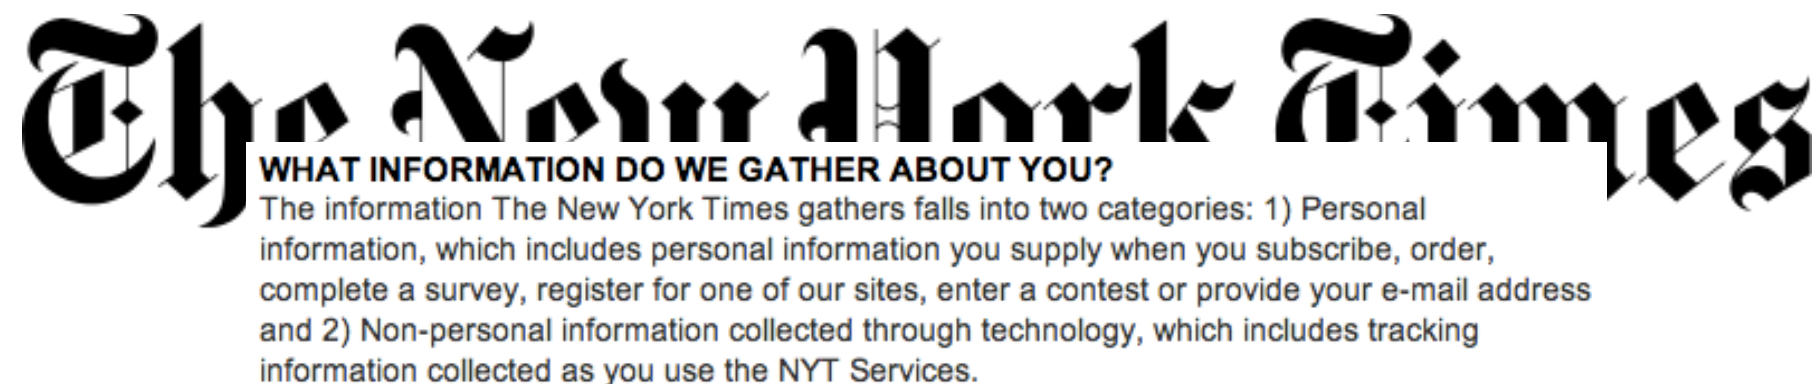 The New York Times
WHAT INFORMATION DO WE GATHER ABOUT YOU?
The information The New York Times gathers falls into two categories: 1) Personal
information, which includes personal information you supply when you subscribe, order,
complete a survey, register for one of our sites, enter a contest or provide your e-mail address
and 2) Non-personal information collected through technology, which includes tracking
information collected as you use the NYT Services.